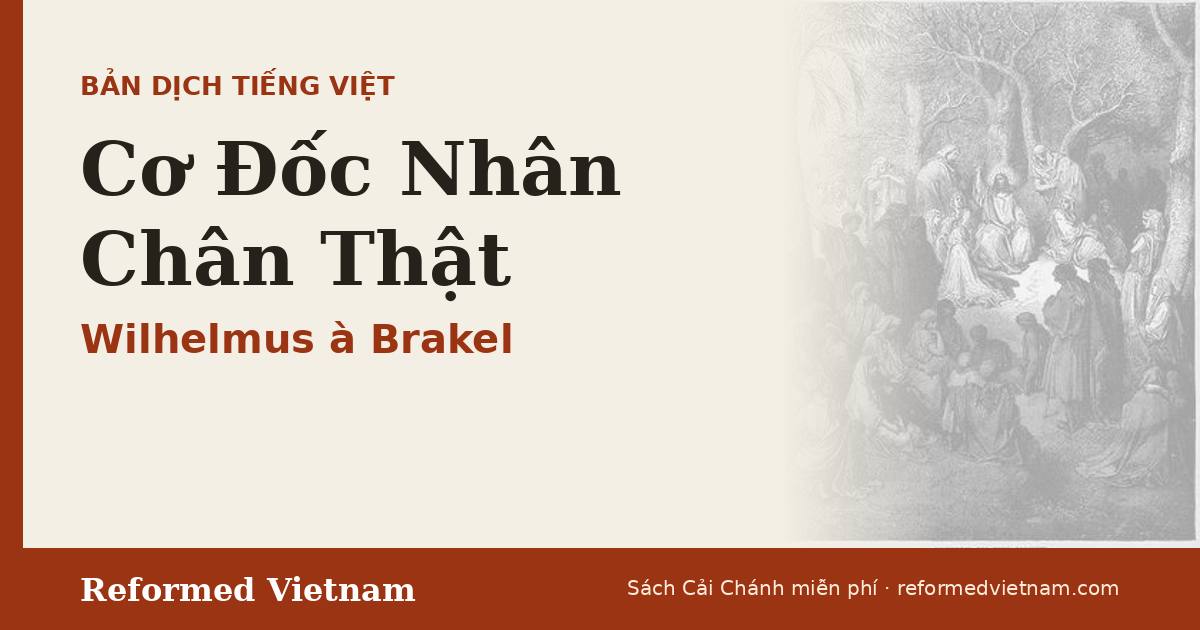 BẢN DỊCH TIẾNG VIỆT
Cơ Đốc Nhân
Chân Thật
Wilhelmus à Brakel
Reformed Vietnam
Sách Cải Chánh miễn phí · reformedvietnam.com